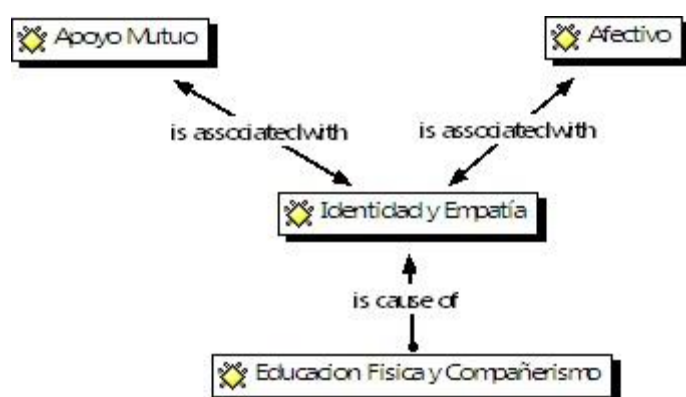 Apoyo Mutuo
Afectivo
is associated with
is associated with
Identidad y Empatía
is cause of
Educacion Fisica y Compañerismo